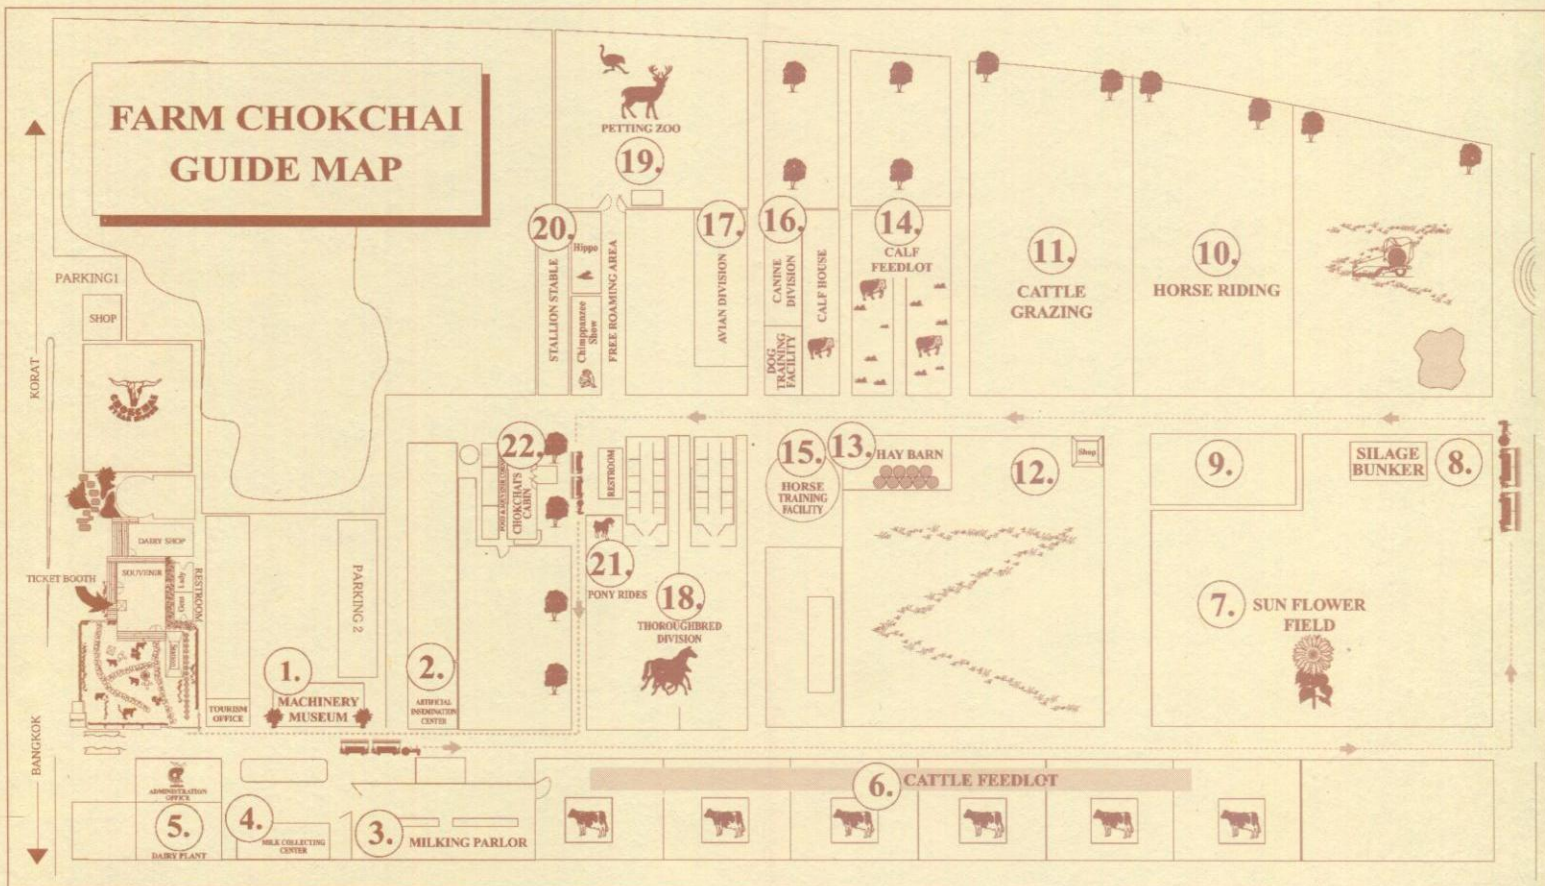 FARM CHOKCHAI
GUIDE MAP
KORAT
BANGKOK
PARKING1
SHOP
CHOKCHAI
DAIRY SHOP
TICKET BOOTH
SOUVENIR
Lady
Gent
RESTROOM
PARKING 2
TOURISM
OFFICE
1.
MACHINERY
MUSEUM
2.
ARTIFICIAL
INSEMINATION
CENTER
ADMINISTRATION
OFFICE
5.
DAIRY PLANT
4.
MILK COLLECTING
CENTER
3.
MILKING PARLOR
6.
CATTLE FEEDLOT
7.
SUN FLOWER
FIELD
SILAGE
BUNKER
8.
9.
10.
HORSE RIDING
11.
CATTLE
GRAZING
12.
Shop
13.
HAY BARN
14.
CALF
FEEDLOT
15.
HORSE
TRAINING
FACILITY
16.
CANINE
DIVISION
DOG
TRAINING
FACILITY
CALF HOUSE
17.
AVIAN DIVISION
18.
THOROUGHBRED
DIVISION
PETTING ZOO
19.
20.
STALLION STABLE
Hippo
Chimppanzee
Show
FREE ROAMING AREA
21.
PONY RIDES
RESTROOM
22.
CHOKCHAI'S
CABIN